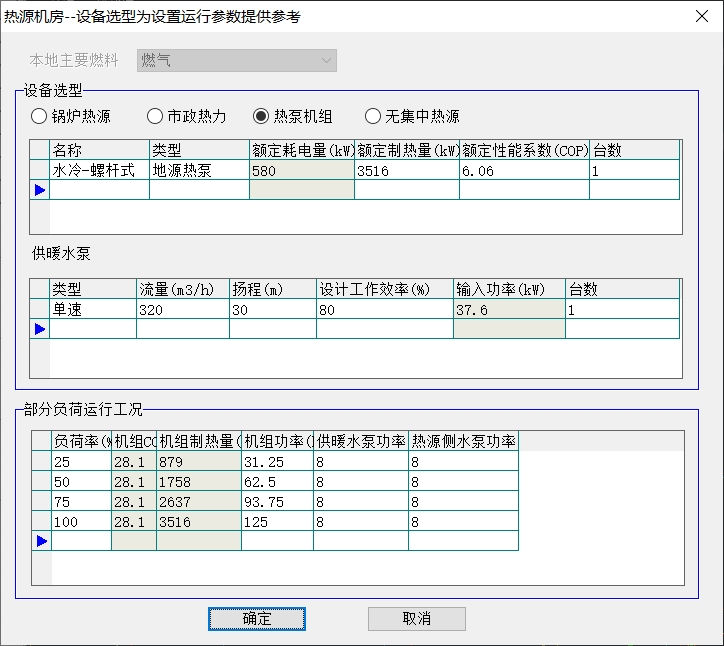 热源机房--设备选型为设置运行参数提供参考
本地主要燃料 燃气
设备选型
锅炉热源 市政热力 热泵机组 无集中热源
名称 类型 额定耗电量(kW) 额定制热量(kW) 额定性能系数(COP) 台数
水冷-螺杆式 地源热泵 580 3516 6.06 1
供暖水泵
类型 流量(m3/h) 扬程(m) 设计工作效率(%) 输入功率(kW) 台数
单速 320 30 80 37.6 1
部分负荷运行工况
负荷率(% 机组CO 机组制热量( 机组功率( 供暖水泵功率 热源侧水泵功率
25 28.1 879 31.25 8 8
50 28.1 1758 62.5 8 8
75 28.1 2637 93.75 8 8
100 28.1 3516 125 8 8
确定 取消